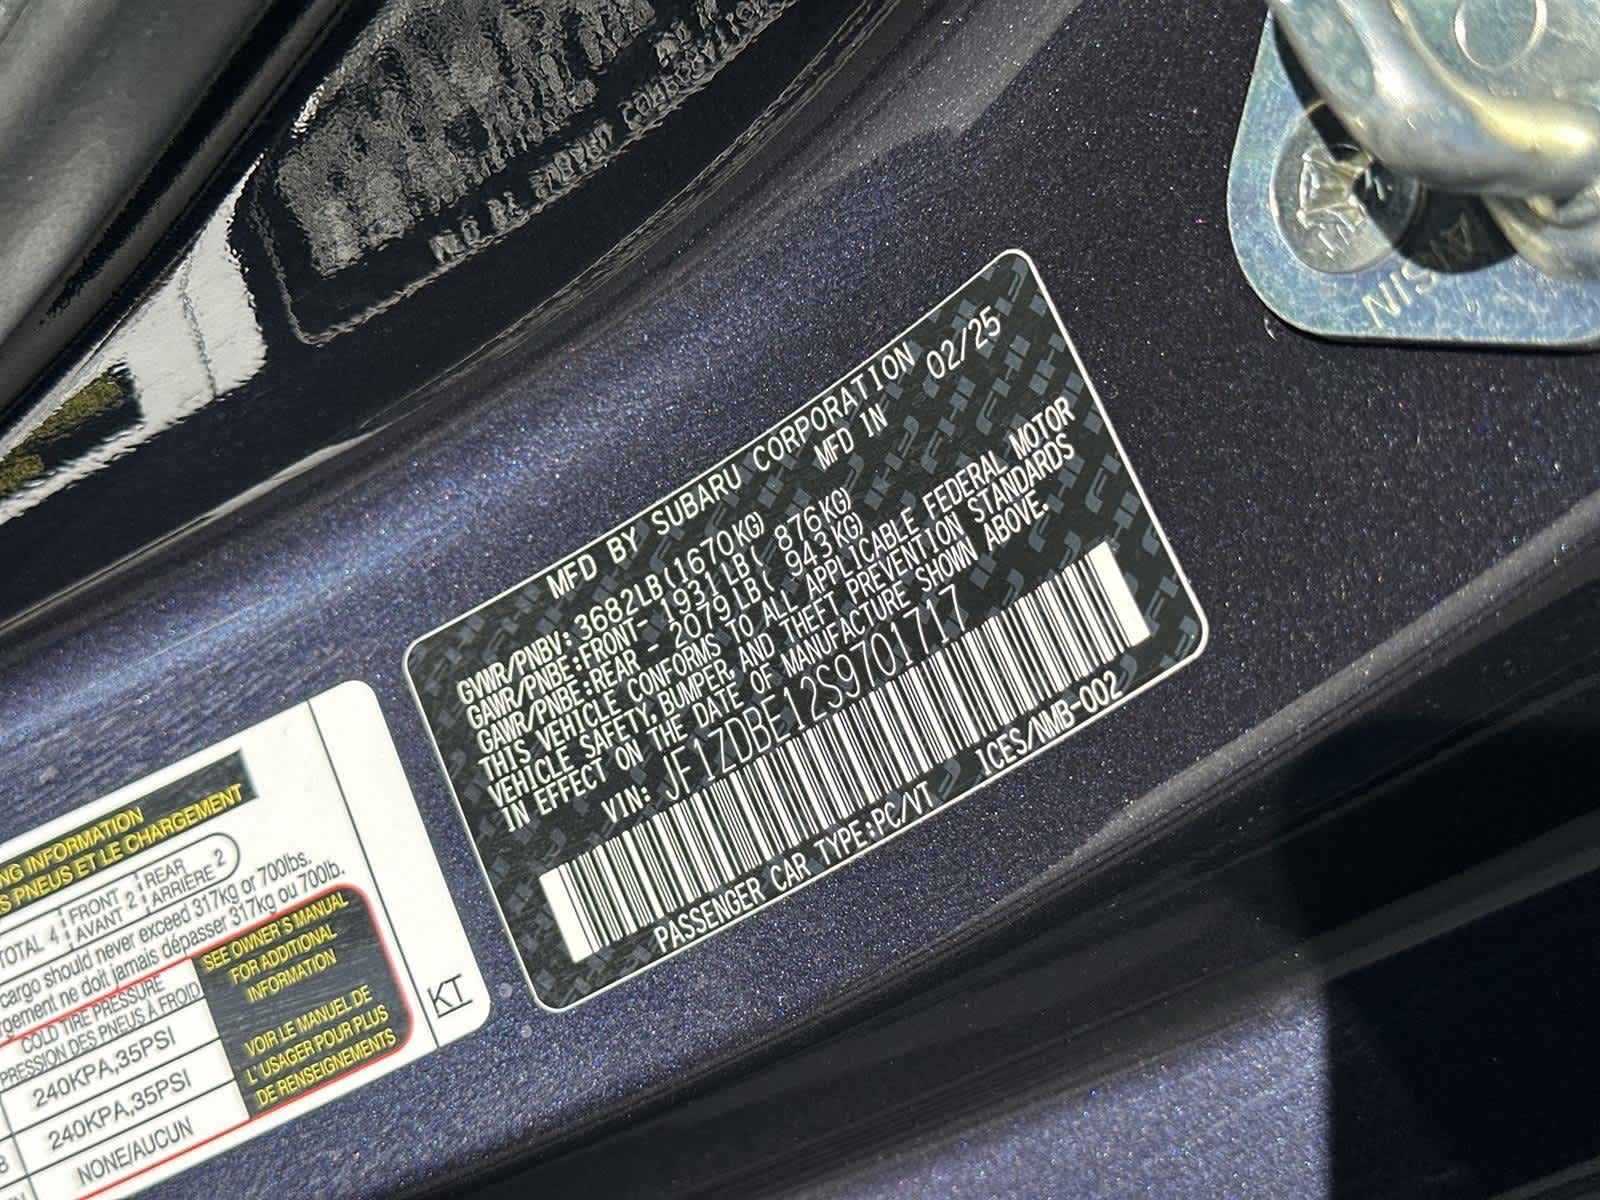 MFD BY SUBARU CORPORATION 02/25
MFD IN
GVWR/PNBV:3682LB(1670KG)
GAWR/PNBE:FRONT- 1931LB( 876KG)
GAWR/PNBE:REAR - 2079LB( 943KG)
THIS VEHICLE CONFORMS TO ALL APPLICABLE FEDERAL MOTOR
VEHICLE SAFETY,BUMPER, AND THEFT PREVENTION STANDARDS
IN EFFECT ON THE DATE OF MANUFACTURE SHOWN ABOVE.
VIN: JF1ZDBE12S9701717
PASSENGER CAR TYPE:PC/VT ICES/NMB-002
AISIN
INFORMATION
PNEUS ET LE CHARGEMENT
TOTAL 4 FRONT 2 REAR 2
AVANT ARRIÈRE
cargo should never exceed 317kg or 700lbs.
ne doit jamais dépasser 317kg ou 700lb.
COLD TIRE PRESSURE
DES PNEUS À FROID
240KPA,35PSI
240KPA,35PSI
NONE/AUCUN
SEE OWNER'S MANUAL
FOR ADDITIONAL
INFORMATION
VOIR LE MANUEL DE
L'USAGER POUR PLUS
DE RENSEIGNEMENTS
KT